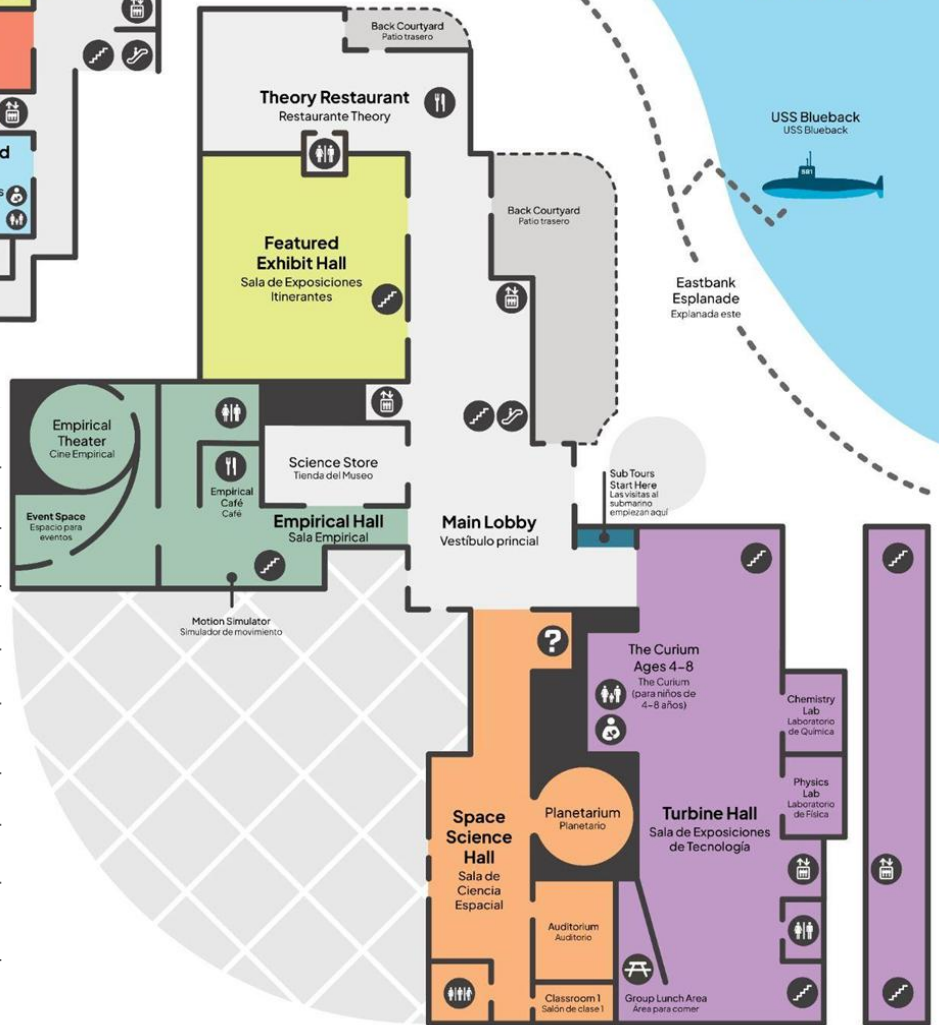 Back Courtyard
Patio trasero
Theory Restaurant
Restaurante Theory
USS Blueback
USS Blueback
581
d
s
Back Courtyard
Patio trasero
Featured
Exhibit Hall
Sala de Exposiciones
Itinerantes
Eastbank
Esplanade
Explanada este
Empirical
Theater
Cine Empirical
Science Store
Tienda del Museo
Sub Tours
Start Here
Las visitas al
submarino
empiezan aquí
Empirical
Café
Café
Event Space
Espacio para
eventos
Empirical Hall
Sala Empirical
Main Lobby
Vestíbulo princial
Motion Simulator
Simulador de movimiento
?
The Curium
Ages 4–8
The Curium
(para niños de
4–8 años)
Chemistry
Lab
Laboratorio
de Química
Physics
Lab
Laboratorio
de Física
Planetarium
Planetario
Space
Science
Hall
Sala de
Ciencia
Espacial
Turbine Hall
Sala de Exposiciones
de Tecnología
Auditorium
Auditorio
Classroom 1
Salón de clase 1
Group Lunch Area
Área para comer